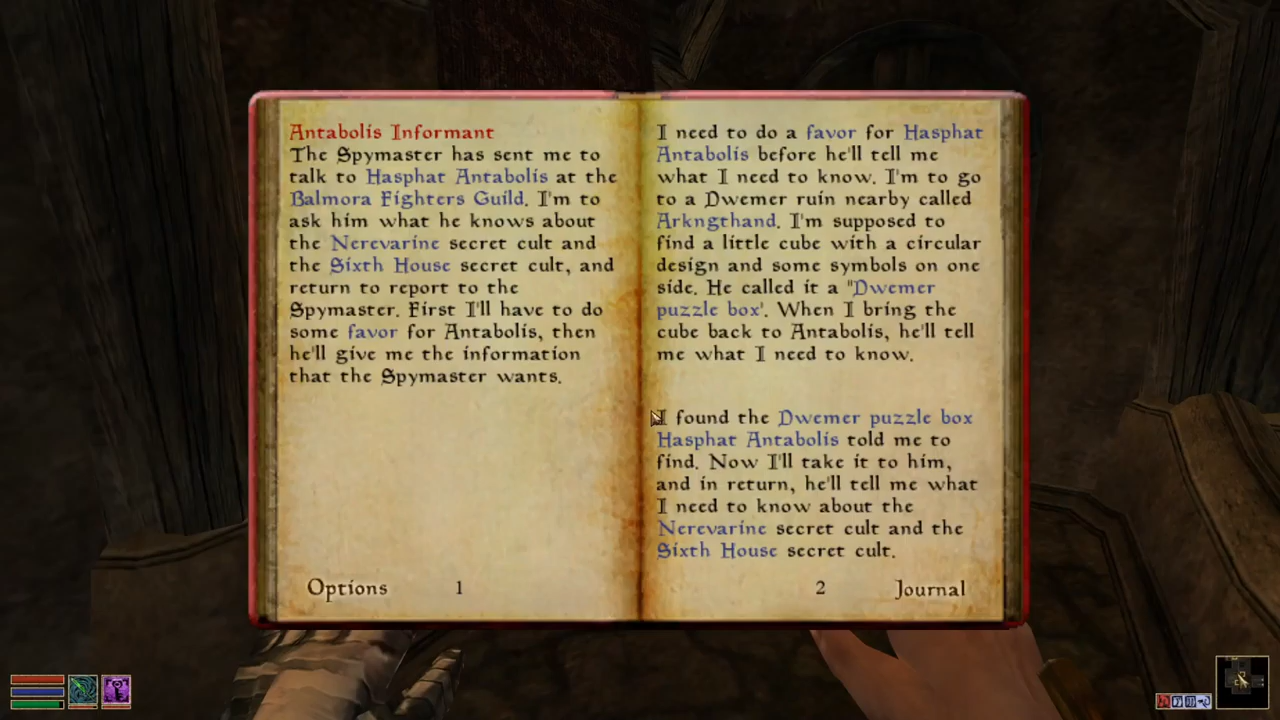 Antabolis Informant
The Spymaster has sent me to
talk to Hasphat Antabolis at the
Balmora Fighters Guild. I'm to
ask him what he knows about
the Nerevarine secret cult and
the Sixth House secret cult, and
return to report to the
Spymaster. First I'll have to do
some favor for Antabolis, then
he'll give me the information
that the Spymaster wants.
Options
1
I need to do a favor for Hasphat
Antabolis before he'll tell me
what I need to know. I'm to go
to a Dwemer ruin nearby called
Arkngthand. I'm supposed to
find a little cube with a circular
design and some symbols on one
side. He called it a "Dwemer
puzzle box'. When I bring the
cube back to Antabolis, he'll tell
me what I need to know.
I found the Dwemer puzzle box
Hasphat Antabolis told me to
find. Now I'll take it to him,
and in return, he'll tell me what
I need to know about the
Nerevarine secret cult and the
Sixth House secret cult.
2
Journal